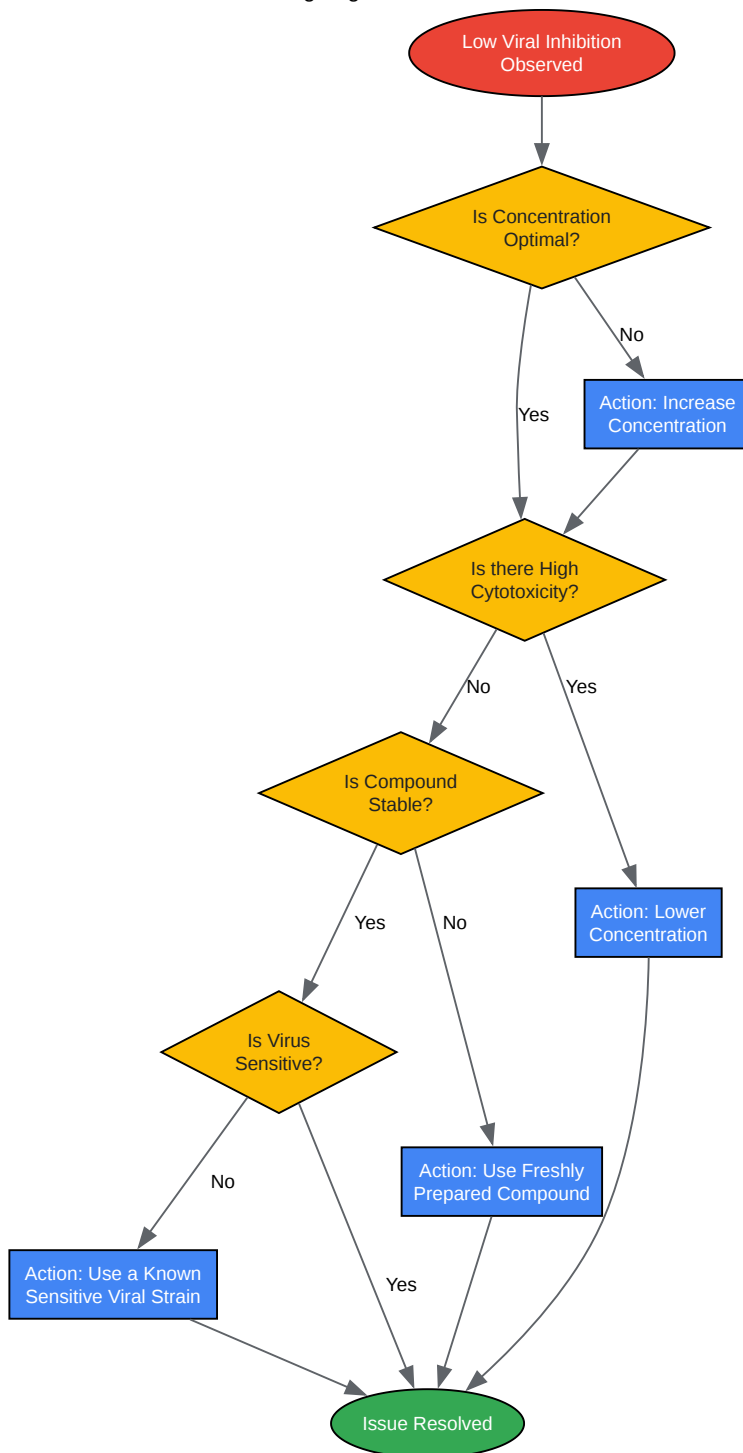 Low Viral Inhibition
Observed
Is Concentration
Optimal?
No
Action: Increase
Concentration
Yes
Is there High
Cytotoxicity?
No
Yes
Is Compound
Stable?
Action: Lower
Concentration
Yes
No
Is Virus
Sensitive?
Action: Use Freshly
Prepared Compound
No
Action: Use a Known
Sensitive Viral Strain
Yes
Issue Resolved